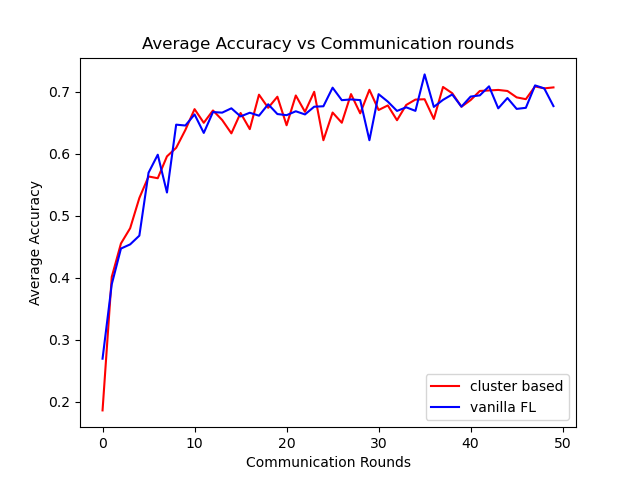 Average Accuracy vs Communication rounds
Average Accuracy
0.7
0.6
0.5
0.4
0.3
0.2
0
10
20
30
40
50
Communication Rounds
cluster based
vanilla FL